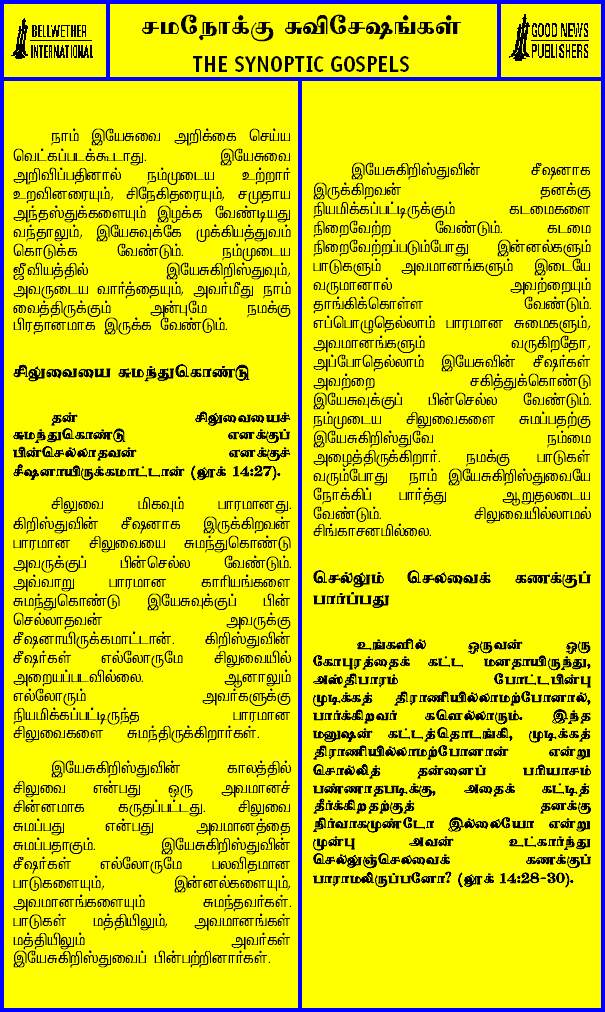 BELLWETHER
INTERNATIONAL
சமநோக்கு சுவிசேஷங்கள்
THE SYNOPTIC GOSPELS
GOOD NEWS
PUBLISHERS
நாம் இயேசுவை அறிக்கை செய்ய
வெட்கப்படக்கூடாது. இயேசுவை
அறிவிப்பதினால் நம்முடைய உற்றார்
உறவினரையும், சிநேகிதரையும், சமுதாய
அந்தஸ்துக்களையும் இழக்க வேண்டியது
வந்தாலும், இயேசுவுக்கே முக்கியத்துவம்
கொடுக்க வேண்டும். நம்முடைய
ஜீவியத்தில் இயேசுகிறிஸ்துவும்,
அவருடைய வார்த்தையும், அவர்மீது நாம்
வைத்திருக்கும் அன்புமே நமக்கு
பிரதானமாக இருக்க வேண்டும்.
சிலுவையை சுமந்துகொண்டு
தன் சிலுவையைச்
சுமந்துகொண்டு எனக்குப்
பின்செல்லாதவன் எனக்குச்
சீஷனாயிருக்கமாட்டான் (லூக் 14:27).
சிலுவை மிகவும் பாரமானது.
கிறிஸ்துவின் சீஷனாக இருக்கிறவன்
பாரமான சிலுவையை சுமந்துகொண்டு
அவருக்குப் பின்செல்ல வேண்டும்.
அவ்வாறு பாரமான காரியங்களை
சுமந்துகொண்டு இயேசுவுக்குப் பின்
செல்லாதவன் அவருக்கு
சீஷனாயிருக்கமாட்டான். கிறிஸ்துவின்
சீஷர்கள் எல்லோருமே சிலுவையில்
அறையப்படவில்லை. ஆனாலும்
எல்லோரும் அவர்களுக்கு
நியமிக்கப்பட்டிருந்த பாரமான
சிலுவைகளை சுமந்திருக்கிறார்கள்.
இயேசுகிறிஸ்துவின் காலத்தில்
சிலுவை என்பது ஒரு அவமானச்
சின்னமாக கருதப்பட்டது. சிலுவை
சுமப்பது என்பது அவமானத்தை
சுமப்பதாகும். இயேசுகிறிஸ்துவின்
சீஷர்கள் எல்லோருமே பலவிதமான
பாடுகளையும், இன்னல்களையும்,
அவமானங்களையும் சுமந்தவர்கள்.
பாடுகள் மத்தியிலும், அவமானங்கள்
மத்தியிலும் அவர்கள்
இயேசுகிறிஸ்துவைப் பின்பற்றினார்கள்.
இயேசுகிறிஸ்துவின் சீஷனாக
இருக்கிறவன் தனக்கு
நியமிக்கப்பட்டிருக்கும் கடமைகளை
நிறைவேற்ற வேண்டும். கடமை
நிறைவேற்றப்படும்போது இன்னல்களும்
பாடுகளும் அவமானங்களும் இடையே
வருமானால் அவற்றையும்
தாங்கிக்கொள்ள வேண்டும்.
எப்பொழுதெல்லாம் பாரமான சுமைகளும்,
அவமானங்களும் வருகிறதோ,
அப்போதெல்லாம் இயேசுவின் சீஷர்கள்
அவற்றை சகித்துக்கொண்டு
இயேசுவுக்குப் பின்செல்ல வேண்டும்.
நம்முடைய சிலுவைகளை சுமப்பதற்கு
இயேசுகிறிஸ்துவே நம்மை
அழைத்திருக்கிறார். நமக்கு பாடுகள்
வரும்போது நாம் இயேசுகிறிஸ்துவையே
நோக்கிப் பார்த்து ஆறுதலடைய
வேண்டும். சிலுவையில்லாமல்
சிங்காசனமில்லை.
செல்லும் செலவைக் கணக்குப்
பார்ப்பது
உங்களில் ஒருவன் ஒரு
கோபுரத்தைக் கட்ட மனதாயிருந்து,
அஸ்திபாரம் போட்டபின்பு
முடிக்கத் திராணியில்லாமற்போனால்,
பார்க்கிறவர் களெல்லாரும். இந்த
மனுஷன் கட்டத்தொடங்கி, முடிக்கத்
திராணியில்லாமற்போனான் என்று
சொல்லித் தன்னைப் பரியாசம்
பண்ணாதபடிக்கு, அதைக் கட்டித்
தீர்க்கிறதற்குத் தனக்கு
நிர்வாகமுண்டோ இல்லையோ என்று
முன்பு அவன் உட்கார்ந்து
செல்லுஞ்செலவைக் கணக்குப்
பாராமலிருப்பனோ? (லூக் 14:28-30).